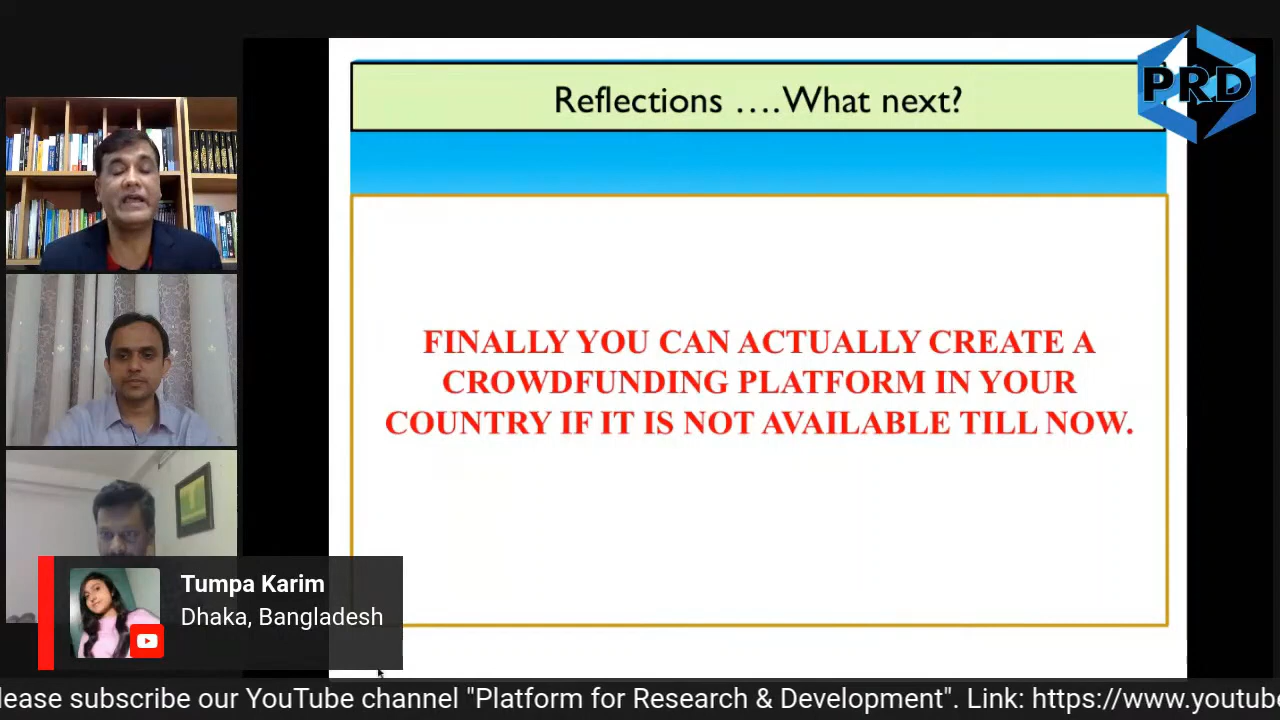 Reflections ….What next?
PRD
FINALLY YOU CAN ACTUALLY CREATE A
CROWDFUNDING PLATFORM IN YOUR
COUNTRY IF IT IS NOT AVAILABLE TILL NOW.
Tumpa Karim
Dhaka, Bangladesh
lease subscribe our YouTube channel "Platform for Research & Development". Link: https://www.youtube